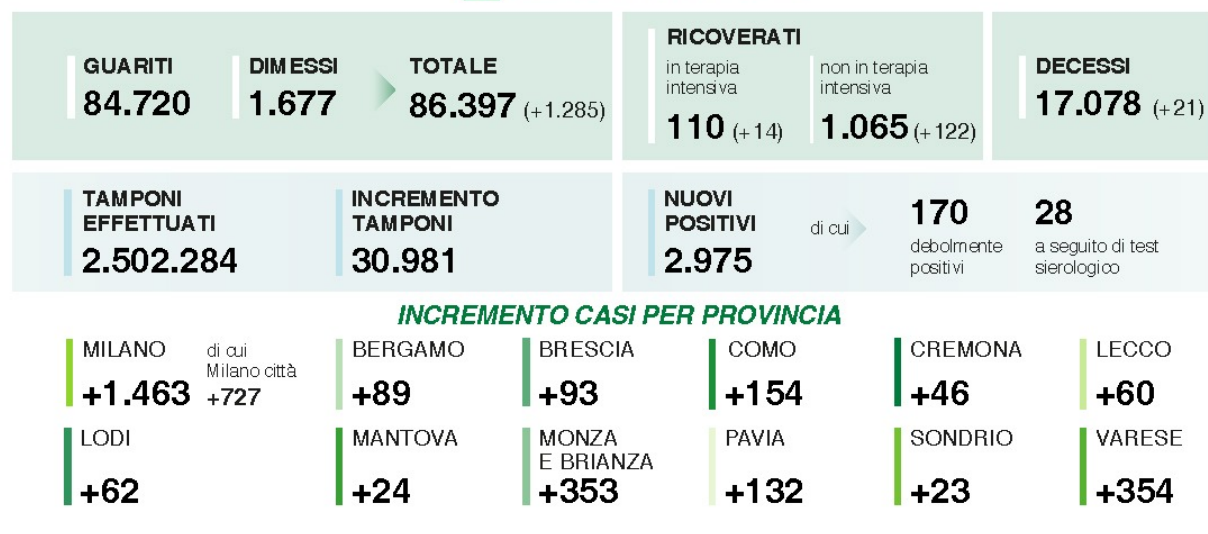 GUARITI
84.720
DIMESSI
1.677
TOTALE
86.397 (+1.285)
RICOVERATI
in terapia
intensiva
110 (+14)
non in terapia
intensiva
1.065 (+122)
DECESSI
17.078 (+21)
TAMPONI
EFFETTUATI
2.502.284
INCREMENTO
TAMPONI
30.981
NUOVI
POSITIVI
2.975
di cui
170
debolmente
positivi
28
a seguito di test
sierologico
INCREMENTO CASI PER PROVINCIA
MILANO
+1.463
di cui
Milano città
+727
BERGAMO
+89
BRESCIA
+93
COMO
+154
CREMONA
+46
LECCO
+60
LODI
+62
MANTOVA
+24
MONZA
E BRIANZA
+353
PAVIA
+132
SONDRIO
+23
VARESE
+354